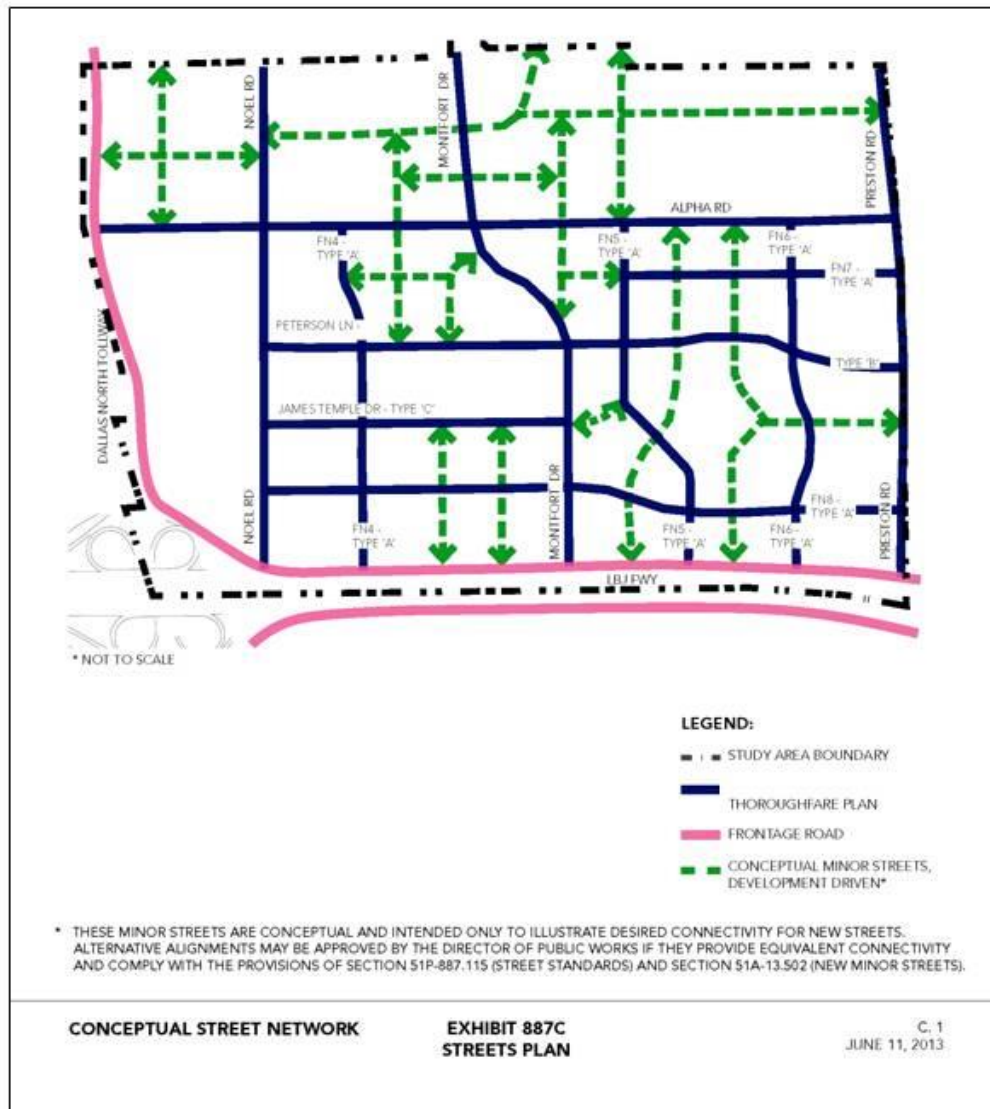 NOEL RD
MONTFORT DR
PRESTON RD
ALPHA RD
FN4 -
TYPE 'A'
FN5 -
TYPE 'A'
FN6 -
TYPE 'A'
FN7 -
TYPE 'A'
PETERSON LN -
TYPE 'B'
DALLAS NORTH TOLLWAY
JAMES TEMPLE DR - TYPE 'C'
NOEL RD
FN4 -
TYPE 'A'
MONTFORT DR
FN5 -
TYPE 'A'
FN6 -
TYPE 'A'
FN8 -
TYPE 'A'
PRESTON RD
LBJ FWY
* NOT TO SCALE
LEGEND:
STUDY AREA BOUNDARY
THOROUGHFARE PLAN
FRONTAGE ROAD
CONCEPTUAL MINOR STREETS,
DEVELOPMENT DRIVEN*
* THESE MINOR STREETS ARE CONCEPTUAL AND INTENDED ONLY TO ILLUSTRATE DESIRED CONNECTIVITY FOR NEW STREETS.
ALTERNATIVE ALIGNMENTS MAY BE APPROVED BY THE DIRECTOR OF PUBLIC WORKS IF THEY PROVIDE EQUIVALENT CONNECTIVITY
AND COMPLY WITH THE PROVISIONS OF SECTION 51P-887.115 (STREET STANDARDS) AND SECTION 51A-13.502 (NEW MINOR STREETS).
CONCEPTUAL STREET NETWORK
EXHIBIT 887C
STREETS PLAN
C. 1
JUNE 11, 2013